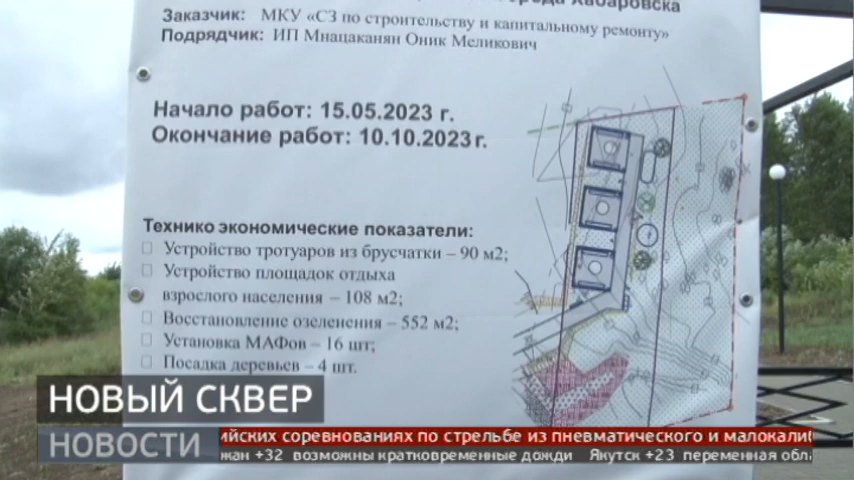 Хабаровска
Заказчик: МКУ «СЗ по строительству и капитальному ремонту»
Подрядчик: ИП Мнацаканян Оник Меликович
Начало работ: 15.05.2023 г.
Окончание работ: 10.10.2023 г.
Технико экономические показатели:
Устройство тротуаров из брусчатки – 90 м2;
Устройство площадок отдыха
взрослого населения – 108 м2;
Восстановление озеленения – 552 м2;
Установка МАФов – 16 шт;
Посадка деревьев – 4 шт.
НОВЫЙ СКВЕР
НОВОСТИ
ийских соревнованиях по стрельбе из пневматического и малокалиб
жан +32 возможны кратковременные дожди Якутск +23 переменная обла